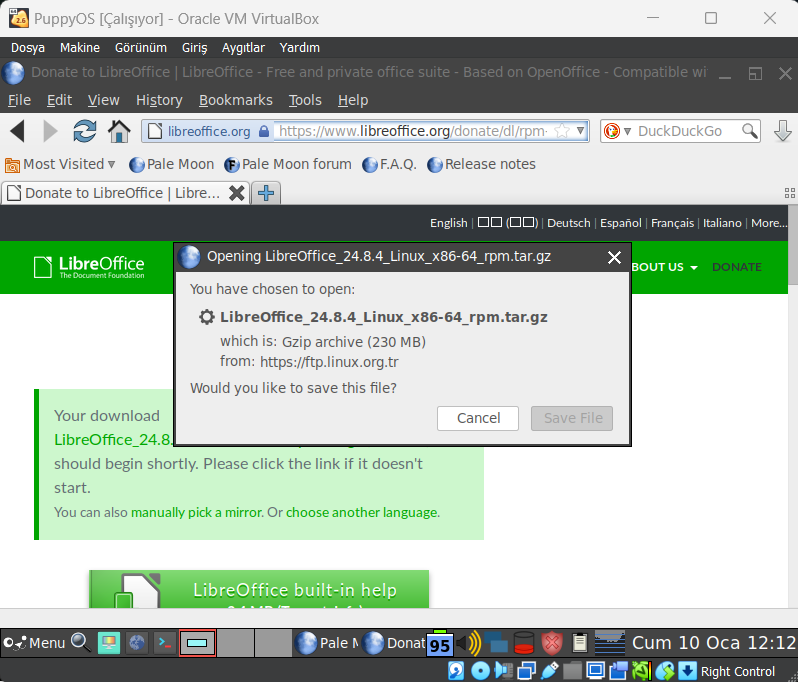 PuppyOS [Çalışıyor] - Oracle VM VirtualBox
Dosya Makine Görünüm Giriş Aygıtlar Yardım
Donate to LibreOffice | LibreOffice - Free and private office suite - Based on OpenOffice - Compatible wi
File Edit View History Bookmarks Tools Help
libreoffice.org https://www.libreoffice.org/donate/dl/rpm- DuckDuckGo
Most Visited Pale Moon Pale Moon forum F.A.Q. Release notes
Donate to LibreOffice | Libre...
English | Deutsch | Español | Français | Italiano | More...
LibreOffice
The Document Foundation
BOUT US DONATE
Opening LibreOffice_24.8.4_Linux_x86-64_rpm.tar.gz
You have chosen to open:
LibreOffice_24.8.4_Linux_x86-64_rpm.tar.gz
which is: Gzip archive (230 MB)
from: https://ftp.linux.org.tr
Would you like to save this file?
Cancel Save File
Your download
LibreOffice_24.8.
should begin shortly. Please click the link if it doesn't
start.
You can also manually pick a mirror. Or choose another language.
LibreOffice built-in help
Menu Pale M Donat 95 Cum 10 Oca 12:12
Right Control